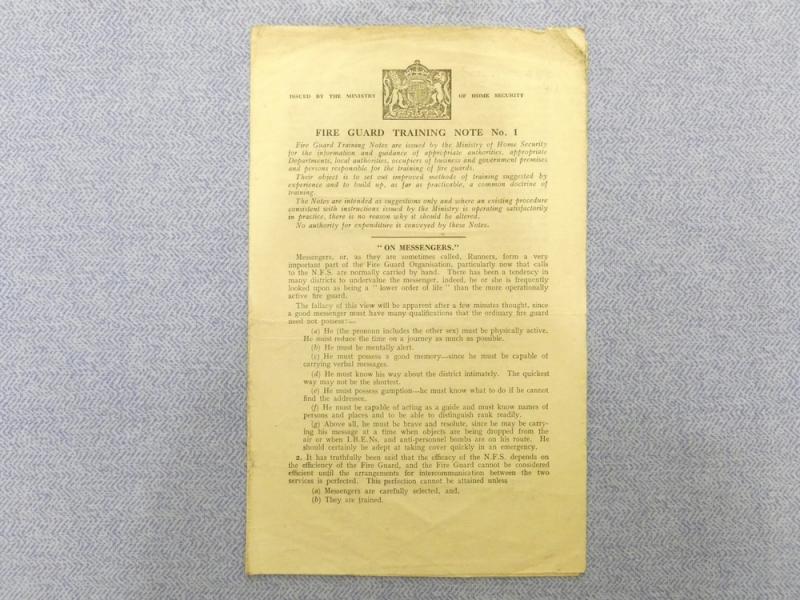 ISSUED BY THE MINISTRY OF HOME SECURITY
FIRE GUARD TRAINING NOTE No. 1
Fire Guard Training Notes are issued by the Ministry of Home Security
for the information and guidance of appropriate authorities, appropriate
Departments, local authorities, occupiers of business and government premises
and persons responsible for the training of fire guards.
Their object is to set out improved methods of training suggested by
experience and to build up, as far as practicable, a common doctrine of
training.
The Notes are intended as suggestions only and where an existing procedure
consistent with instructions issued by the Ministry is operating satisfactorily
in practice, there is no reason why it should be altered.
No authority for expenditure is conveyed by these Notes.
" ON MESSENGERS."
Messengers, or, as they are sometimes called, Runners, form a very
important part of the Fire Guard Organisation, particularly now that calls
to the N.F.S. are normally carried by hand. There has been a tendency in
many districts to undervalue the messenger, indeed, he or she is frequently
looked upon as being a " lower order of life " than the more operationally
active fire guard.
The fallacy of this view will be apparent after a few minutes thought, since
a good messenger must have many qualifications that the ordinary fire guard
need not possess:—
(a) He (the pronoun includes the other sex) must be physically active.
He must reduce the time on a journey as much as possible.
(b) He must be mentally alert.
(c) He must possess a good memory—since he must be capable of
carrying verbal messages.
(d) He must know his way about the district intimately. The quickest
way may not be the shortest.
(e) He must possess gumption—he must know what to do if he cannot
find the addressee.
(f) He must be capable of acting as a guide and must know names of
persons and places and to be able to distinguish rank readily.
(g) Above all, he must be brave and resolute, since he may be carry-
ing his message at a time when objects are being dropped from the
air or when I.B.E.Ns, and anti-personnel bombs are on his route. He
should certainly be adept at taking cover quickly in an emergency.
2. It has truthfully been said that the efficacy of the N.F.S. depends on
the efficiency of the Fire Guard, and the Fire Guard cannot be considered
efficient until the arrangements for intercommunication between the two
services is perfected. This perfection cannot be attained unless
(a) Messengers are carefully selected, and,
(b) They are trained.